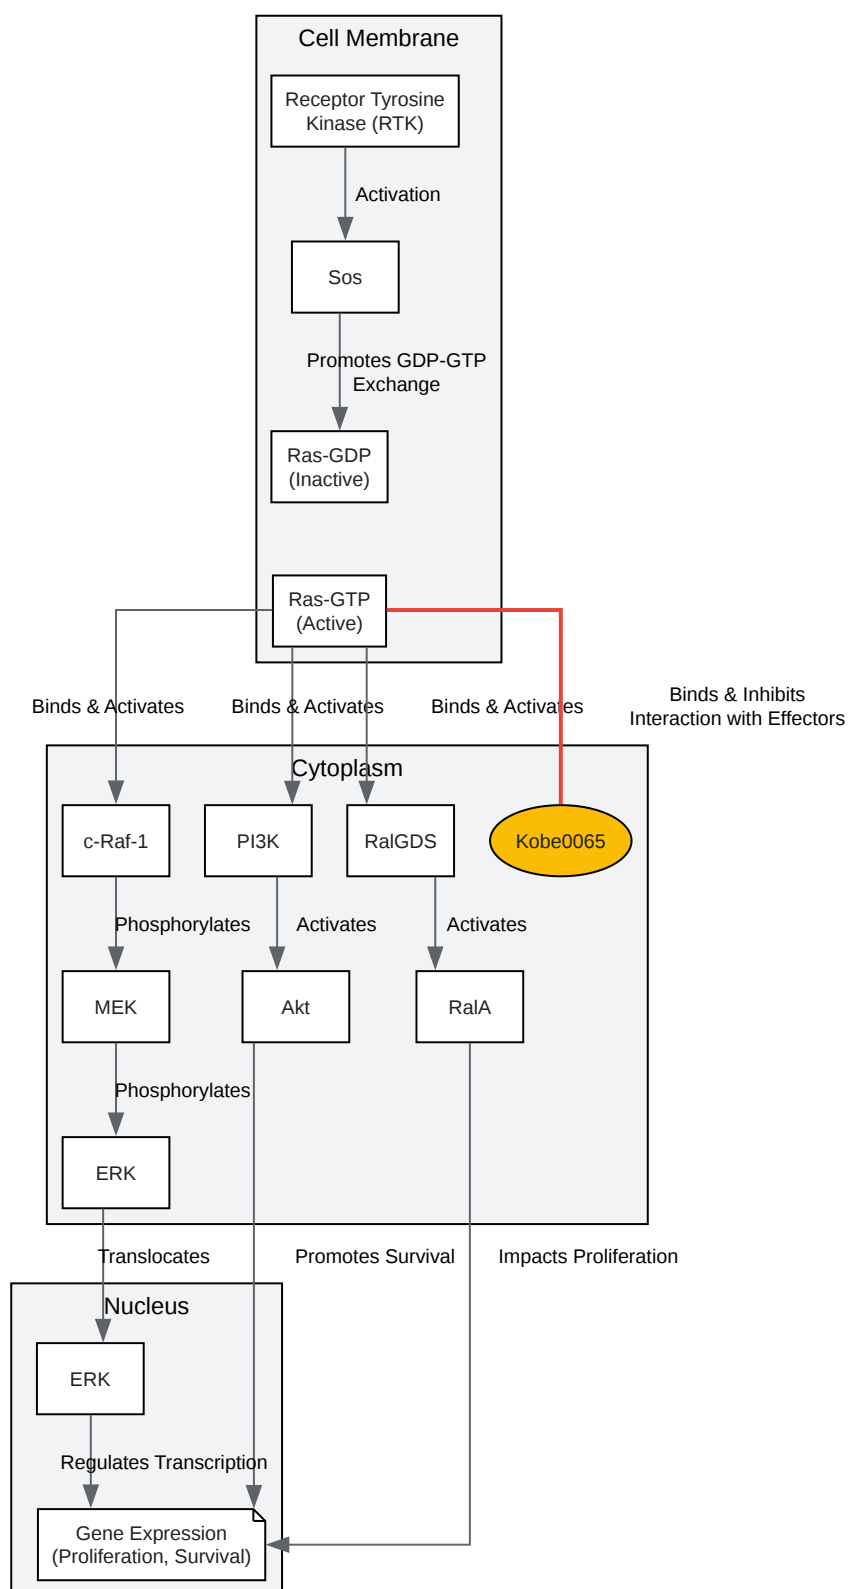 Cell Membrane
Receptor Tyrosine
Kinase (RTK)
Activation
Sos
Promotes GDP-GTP
Exchange
Ras-GDP
(Inactive)
Ras-GTP
(Active)
Binds & Activates
Binds & Activates
Binds & Activates
Binds & Inhibits
Interaction with Effectors
Cytoplasm
c-Raf-1
PI3K
RalGDS
Kobe0065
Phosphorylates
Activates
Activates
MEK
Akt
RalA
Phosphorylates
ERK
Translocates
Promotes Survival
Impacts Proliferation
Nucleus
ERK
Regulates Transcription
Gene Expression
(Proliferation, Survival)